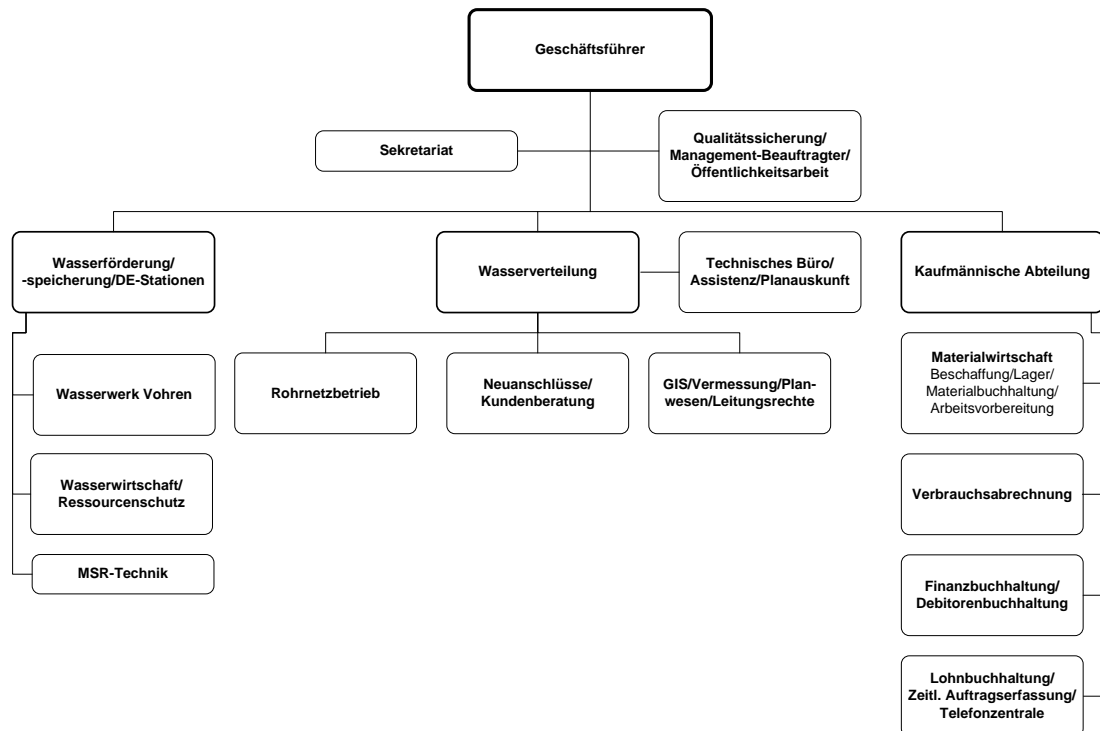 Geschäftsführer
Sekretariat
Qualitätssicherung/
Management-Beauftragter/
Öffentlichkeitsarbeit
Wasserförderung/
-speicherung/DE-Stationen
Wasserverteilung
Technisches Büro/
Assistenz/Planauskunft
Kaufmännische Abteilung
Wasserwerk Vohren
Wasserwirtschaft/
Ressourcenschutz
MSR-Technik
Rohrnetzbetrieb
Neuanschlüsse/
Kundenberatung
GIS/Vermessung/Plan-
wesen/Leitungsrechte
Materialwirtschaft
Beschaffung/Lager/
Materialbuchhaltung/
Arbeitsvorbereitung
Verbrauchsabrechnung
Finanzbuchhaltung/
Debitorenbuchhaltung
Lohnbuchhaltung/
Zeitl. Auftragserfassung/
Telefonzentrale